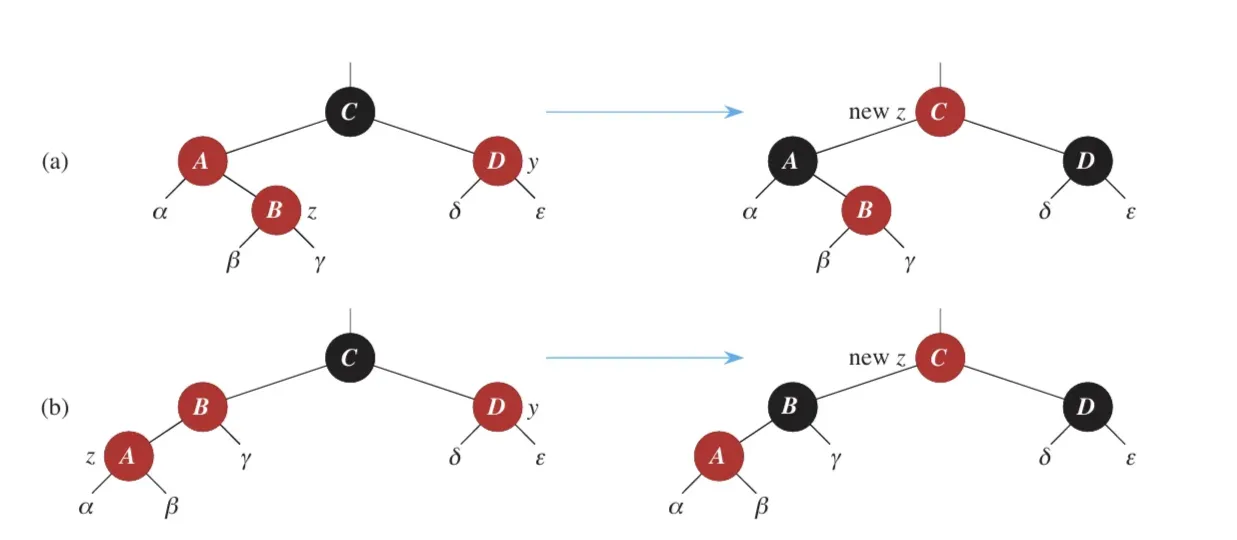 C
new z C
(a) A D y A D
α B z δ ε α B δ ε
β γ β γ
C new z C
(b) B D y B D
z A γ δ ε A γ δ ε
α β α β